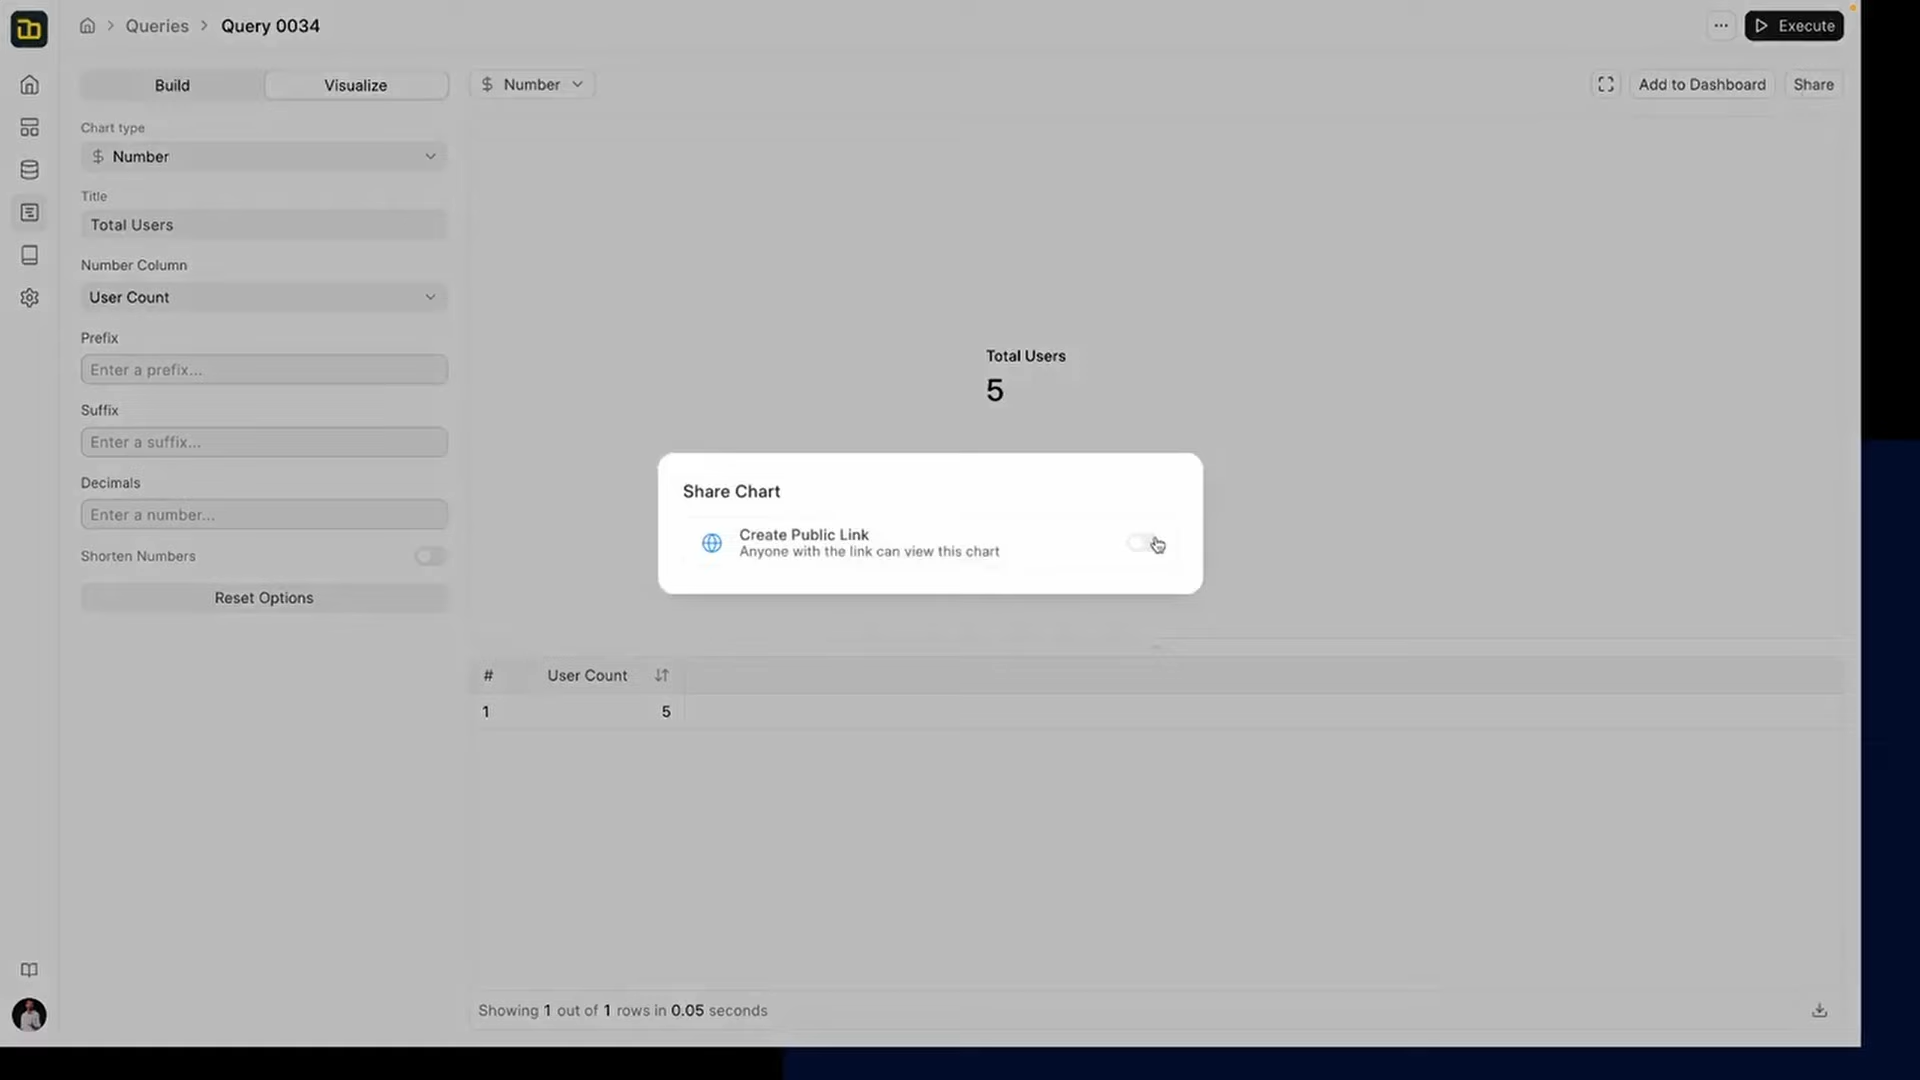 Queries
Query 0034
Execute
Build
Visualize
Number
Add to Dashboard
Share
Chart type
Number
Title
Total Users
Number Column
User Count
Prefix
Enter a prefix...
Suffix
Enter a suffix...
Decimals
Enter a number...
Shorten Numbers
Reset Options
Total Users
5
Share Chart
Create Public Link
Anyone with the link can view this chart
# User Count
1 5
Showing 1 out of 1 rows in 0.05 seconds